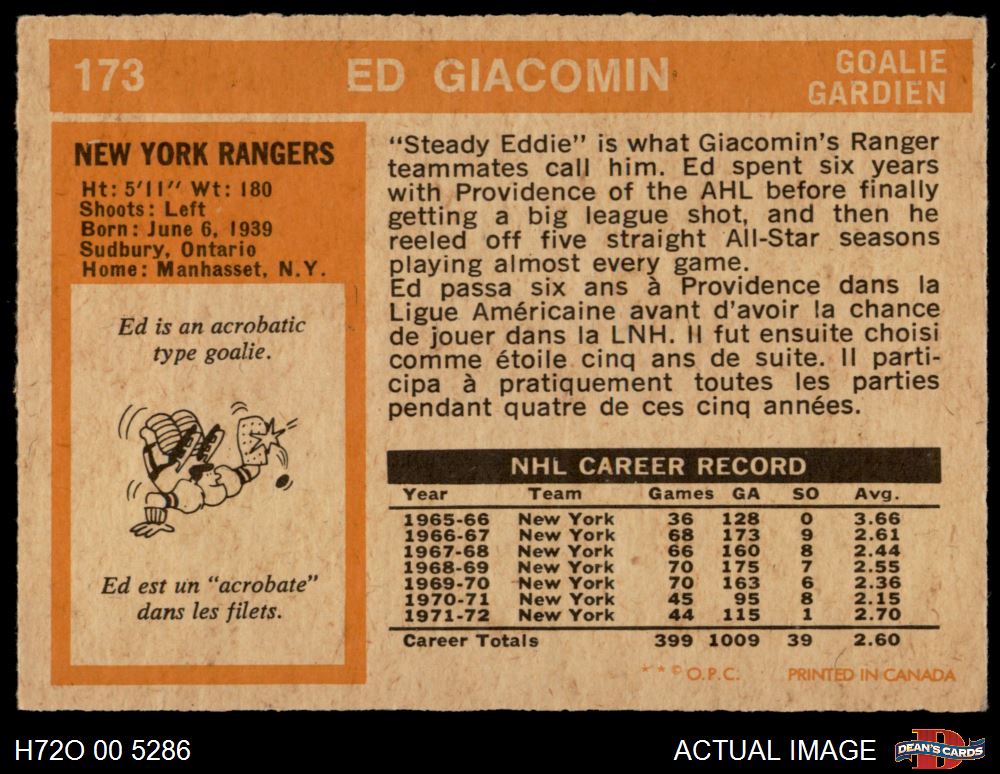 173 ED GIACOMIN GOALIE
GARDIEN
NEW YORK RANGERS
Ht: 5'11" Wt: 180
Shoots: Left
Born: June 6, 1939
Sudbury, Ontario
Home: Manhasset, N.Y.
Ed is an acrobatic
type goalie.
Ed est un "acrobate"
dans les filets.
"Steady Eddie" is what Giacomin's Ranger
teammates call him. Ed spent six years
with Providence of the AHL before finally
getting a big league shot, and then he
reeled off five straight All-Star seasons
playing almost every game.
Ed passa six ans à Providence dans la
Ligue Américaine avant d'avoir la chance
de jouer dans la LNH. Il fut ensuite choisi
comme étoile cinq ans de suite. Il parti-
cipa à pratiquement toutes les parties
pendant quatre de ces cinq années.
NHL CAREER RECORD
Year Team Games GA SO Avg.
1965-66 New York 36 128 0 3.66
1966-67 New York 68 173 9 2.61
1967-68 New York 66 160 8 2.44
1968-69 New York 70 175 7 2.55
1969-70 New York 70 163 6 2.36
1970-71 New York 45 95 8 2.15
1971-72 New York 44 115 1 2.70
Career Totals 399 1009 39 2.60
* * © O.P.C. PRINTED IN CANADA
H72O 00 5286 ACTUAL IMAGE DEAN'S CARDS